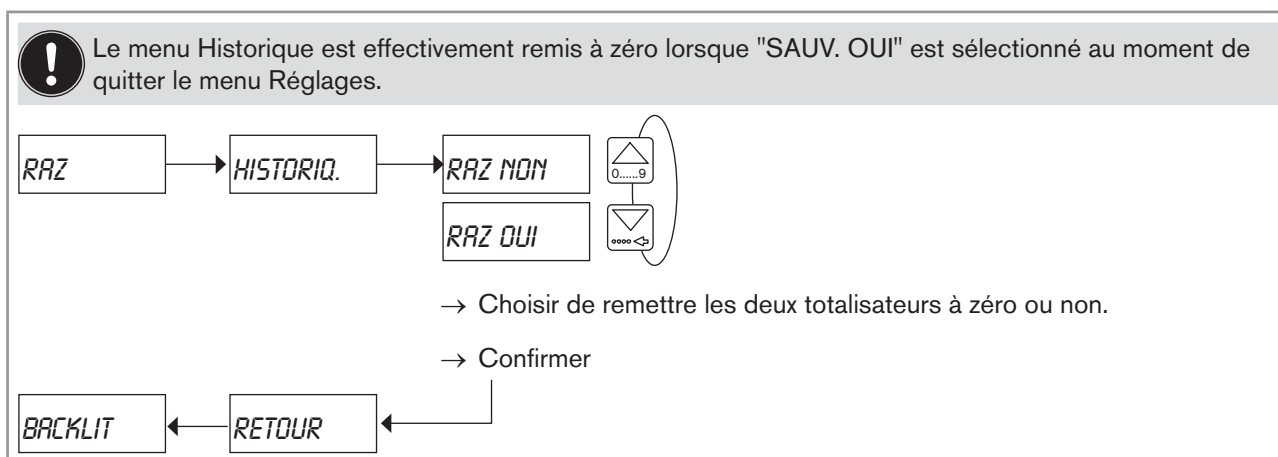 Le menu Historique est effectivement remis à zéro lorsque "SAUV. OUI" est sélectionné au moment de
quitter le menu Réglages.
RAZ
HISTORIQ.
RAZ NON
0......9
RAZ OUI
→ Choisir de remettre les deux totalisateurs à zéro ou non.
→ Confirmer
BACKLIT
RETOUR